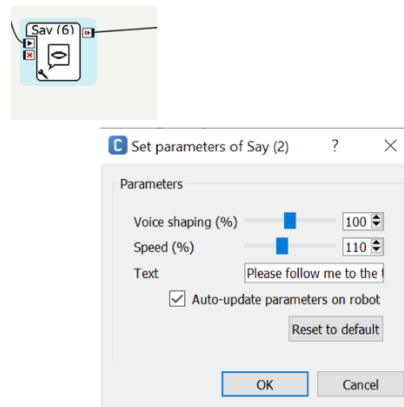 Say (6)
C Set parameters of Say (2) ?
Parameters
Voice shaping (%) 100
Speed (%) 110
Text Please follow me to the t
Auto-update parameters on robot
Reset to default
OK Cancel